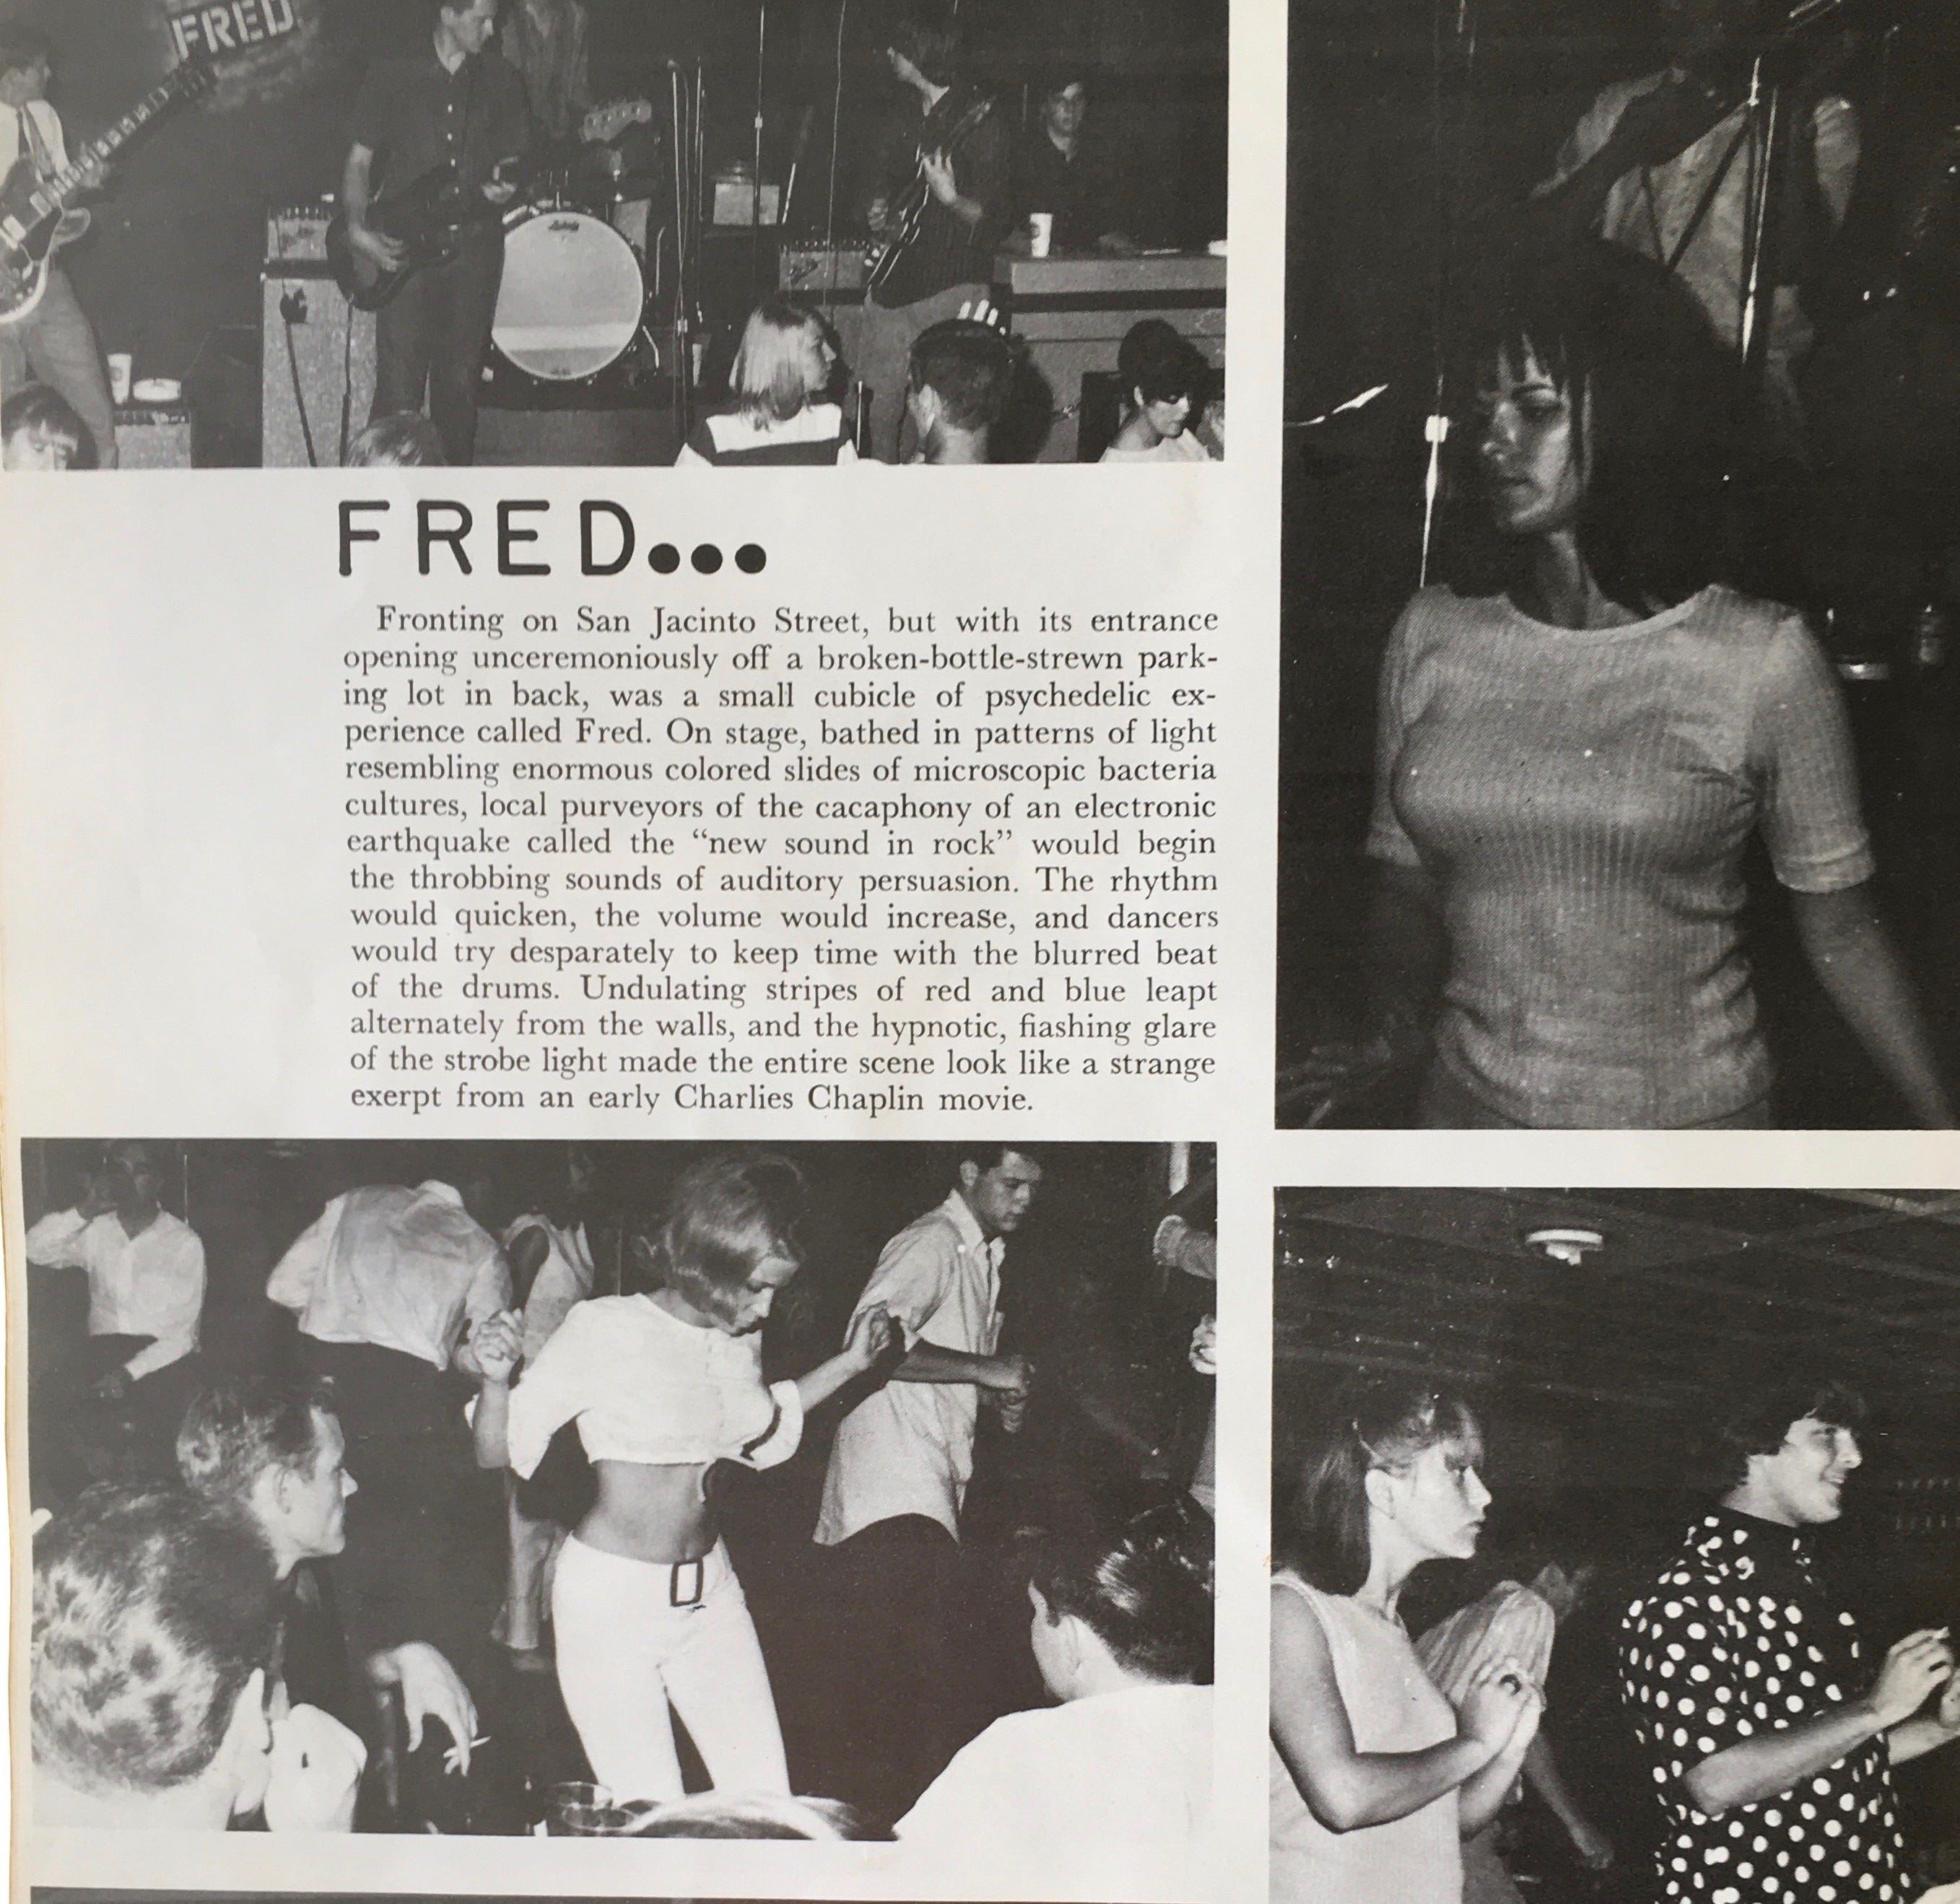 FRED
Ludwig
FRED...
Fronting on San Jacinto Street, but with its entrance
opening unceremoniously off a broken-bottle-strewn park-
ing lot in back, was a small cubicle of psychedelic ex-
perience called Fred. On stage, bathed in patterns of light
resembling enormous colored slides of microscopic bacteria
cultures, local purveyors of the cacaphony of an electronic
earthquake called the “new sound in rock” would begin
the throbbing sounds of auditory persuasion. The rhythm
would quicken, the volume would increaSe, and dancers
would try desparately to keep time with the blurred beat
of the drums. Undulating stripes of red and blue leapt
alternately from the walls, and the hypnotic, fiashing glare
of the strobe light made the entire scene look like a strange
exerpt from an early Charlies Chaplin movie.